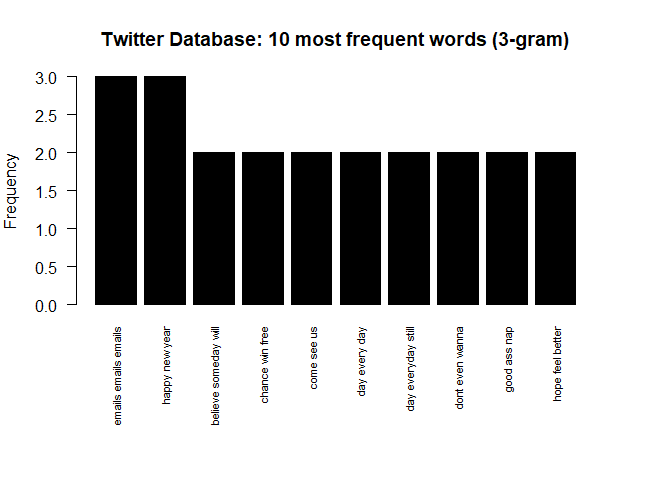 Twitter Database: 10 most frequent words (3-gram)
Frequency
3.0
2.5
2.0
1.5
1.0
0.5
0.0
emails emails emails
happy new year
believe someday will
chance win free
come see us
day every day
day everyday still
dont even wanna
good ass nap
hope feel better